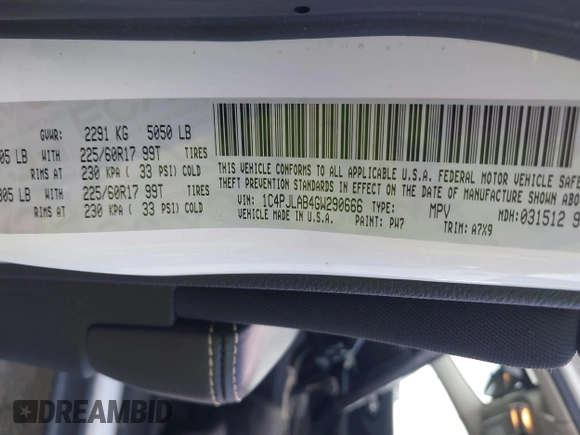 GVWR: 2291 KG 5050 LB
05 LB WITH 225/60R17 99T TIRES
RIMS AT 230 KPA ( 33 PSI) COLD
305 LB WITH 225/60R17 99T TIRES
RIMS AT 230 KPA ( 33 PSI) COLD
THIS VEHICLE CONFORMS TO ALL APPLICABLE U.S.A. FEDERAL MOTOR VEHICLE SAFE
THEFT PREVENTION STANDARDS IN EFFECT ON THE DATE OF MANUFACTURE SHOWN ABO
VIN: 1C4PJLAB4GW290666 TYPE: MPV MDH: 031512 9
VEHICLE MADE IN U.S.A. PAINT: PW7 TRIM: A7X9
DREAMBID